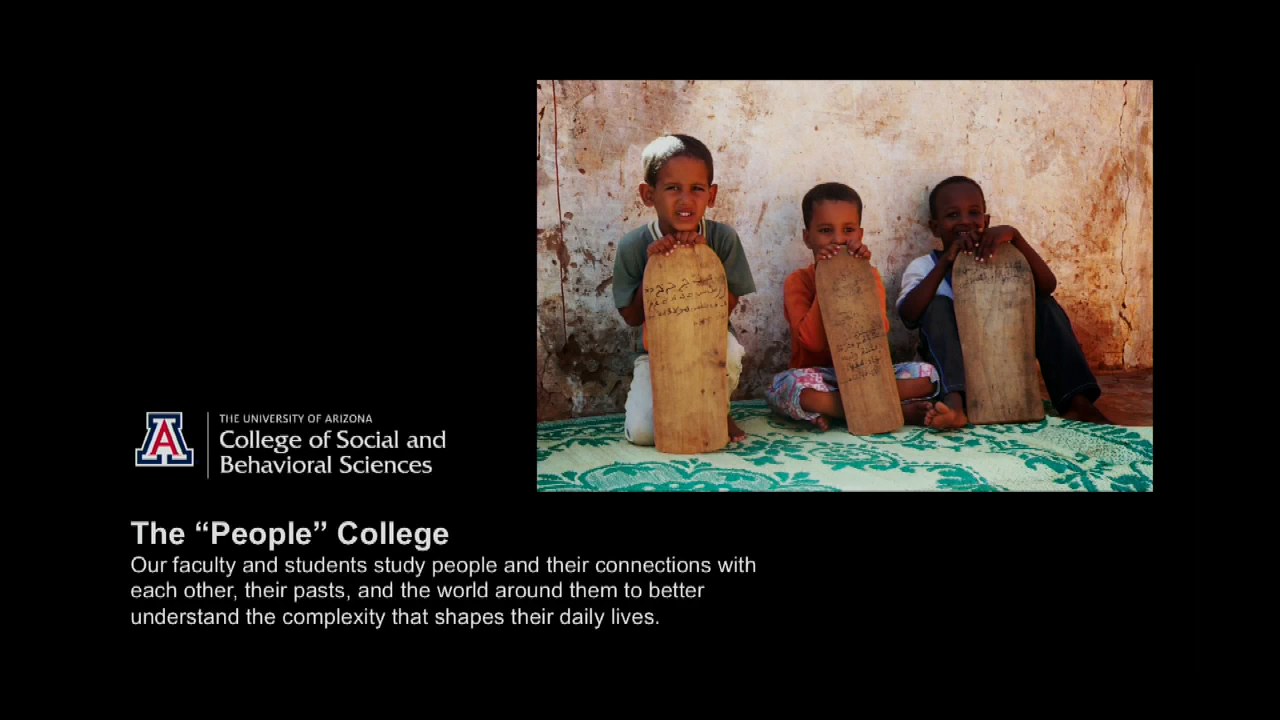 THE UNIVERSITY OF ARIZONA
College of Social and
Behavioral Sciences
The “People” College
Our faculty and students study people and their connections with
each other, their pasts, and the world around them to better
understand the complexity that shapes their daily lives.